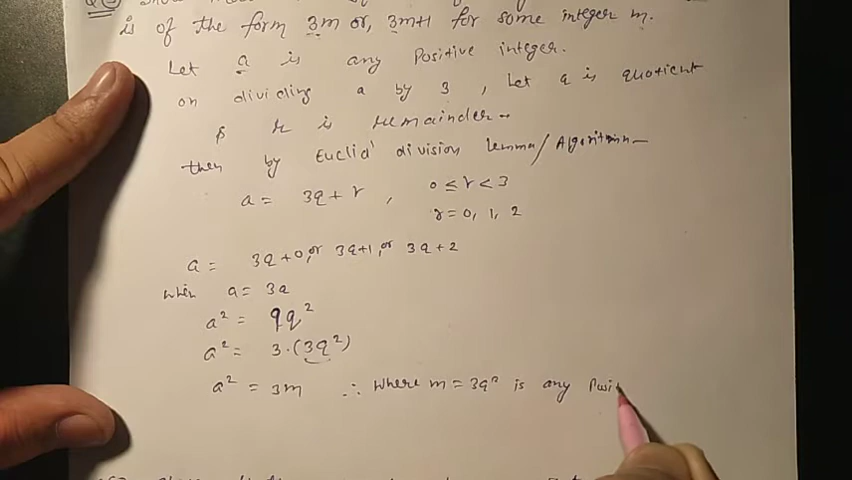 is of the form 3m or, 3m+1 for some integer m.
Let a is any Positive integer.
on dividing a by 3, Let q is quotient
& r is remainder.
then by Euclid' division lemma/Algorithm
a = 3q + r, 0 ≤ r < 3
r = 0, 1, 2
a = 3q+0, or 3q+1, or 3q+2
when a = 3q
a² = 9q²
a² = 3·(3q²)
a² = 3m ∴ where m = 3q² is any Posit